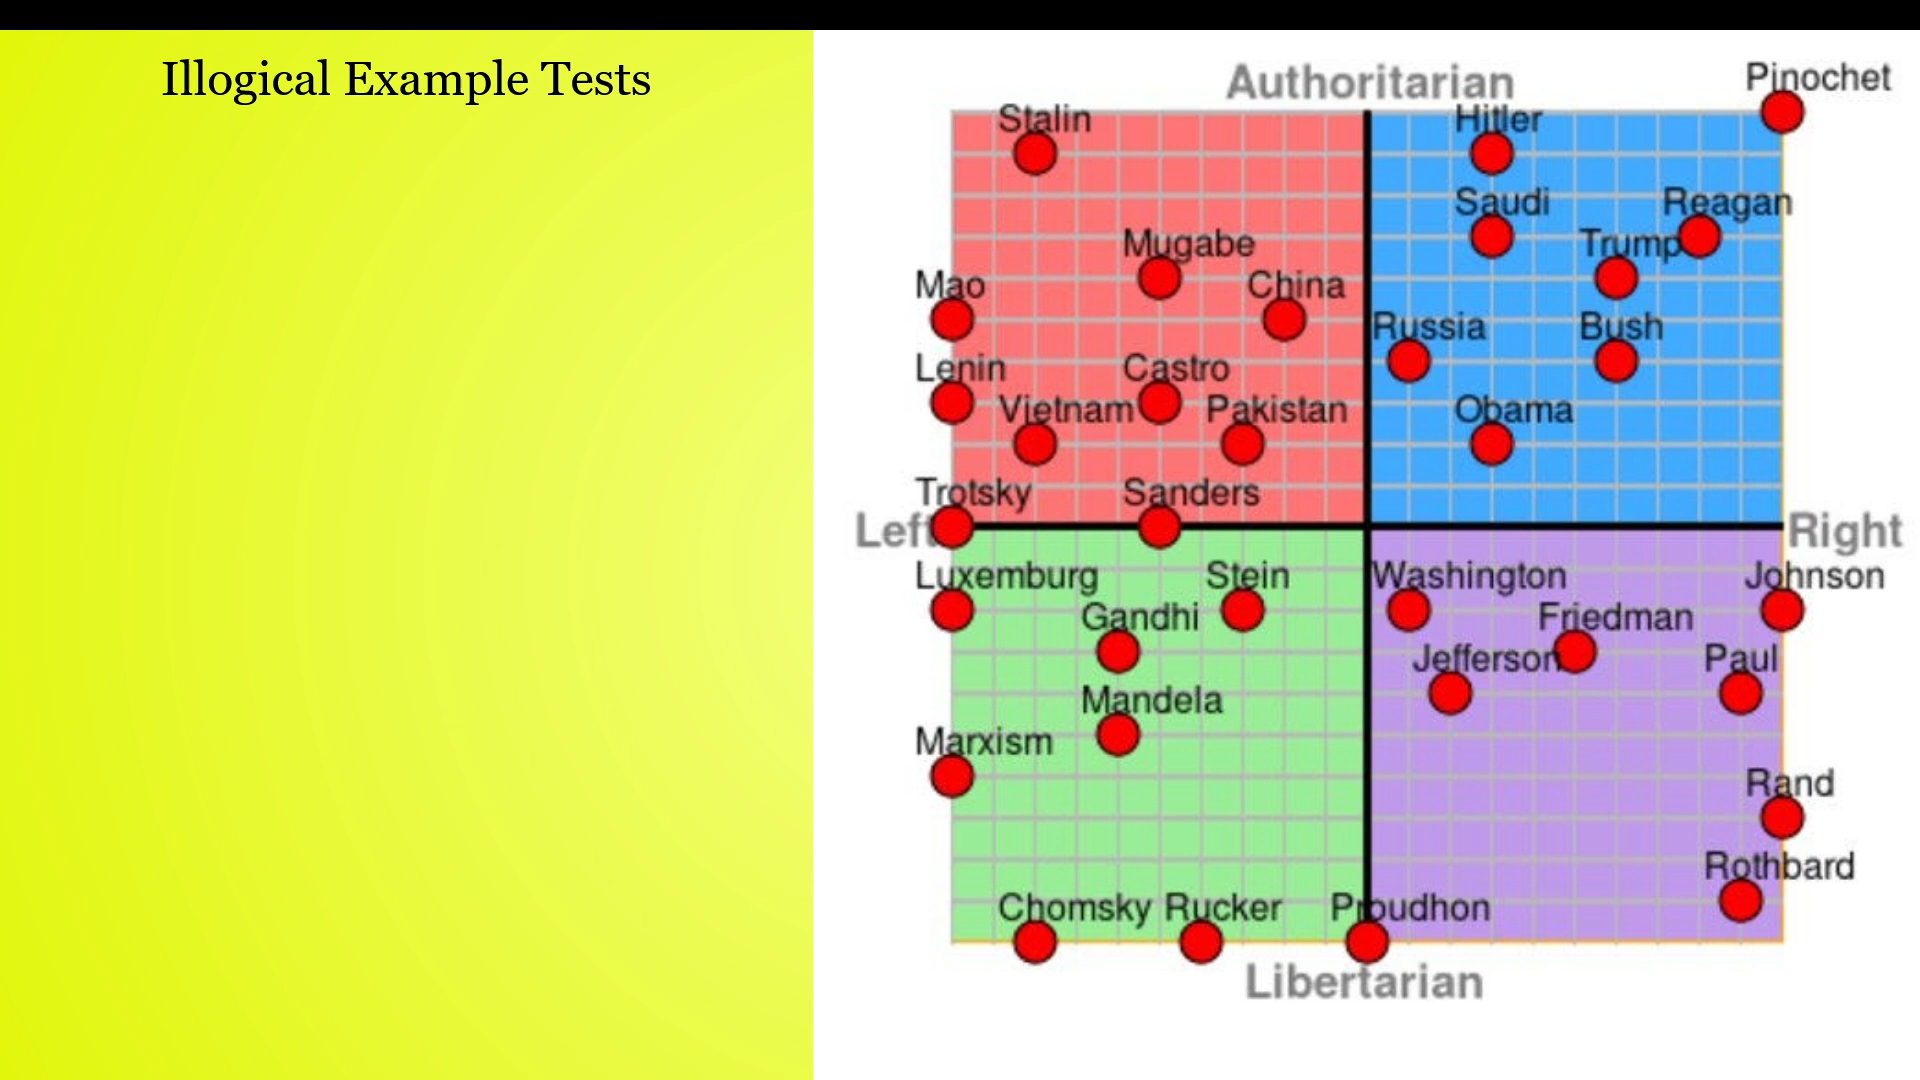 Illogical Example Tests
Authoritarian
Pinochet
Stalin
Hitler
Saudi
Reagan
Mugabe
Trump
Mao
China
Russia
Bush
Lenin
Castro
Vietnam
Pakistan
Obama
Trotsky
Sanders
Left
Right
Luxemburg
Stein
Washington
Johnson
Gandhi
Friedman
Jefferson
Paul
Mandela
Marxism
Rand
Rothbard
Chomsky
Rucker
Proudhon
Libertarian